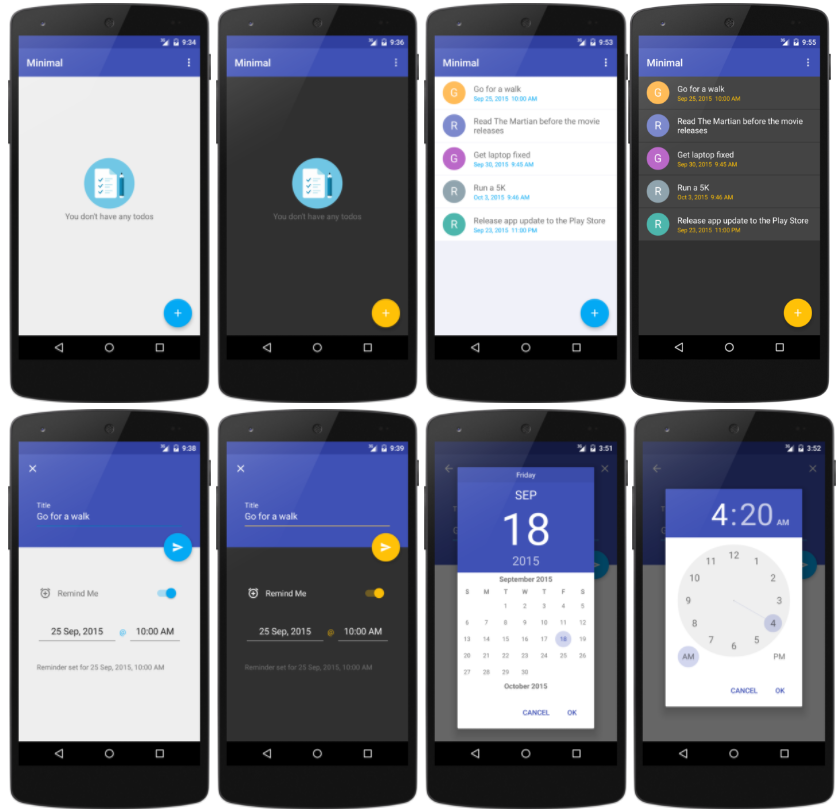 9:34
Minimal
You don't have any todos
+
9:36
Minimal
You don't have any todos
+
9:53
Minimal
G Go for a walk
Sep 25, 2015 10:00 AM
R Read The Martian before the movie
releases
G Get laptop fixed
Sep 30, 2015 9:45 AM
R Run a 5K
Oct 3, 2015 9:46 AM
R Release app update to the Play Store
Sep 23, 2015 11:00 PM
+
9:55
Minimal
G Go for a walk
Sep 25, 2015 10:00 AM
R Read The Martian before the movie
releases
G Get laptop fixed
Sep 30, 2015 9:45 AM
R Run a 5K
Oct 3, 2015 9:46 AM
R Release app update to the Play Store
Sep 23, 2015 11:00 PM
+
9:38
Title
Go for a walk
Remind Me
25 Sep, 2015 @ 10:00 AM
Reminder set for 25 Sep, 2015, 10:00 AM
9:39
Title
Go for a walk
Remind Me
25 Sep, 2015 @ 10:00 AM
Reminder set for 25 Sep, 2015, 10:00 AM
3:51
Friday
SEP
18
2015
September 2015
S M T W T F S
1 2 3 4 5
6 7 8 9 10 11 12
13 14 15 16 17 18 19
20 21 22 23 24 25 26
27 28 29 30
October 2015
CANCEL OK
3:52
4:20 AM
12
11 1
10 2
9 3
8 4
7 5
6
AM PM
CANCEL OK